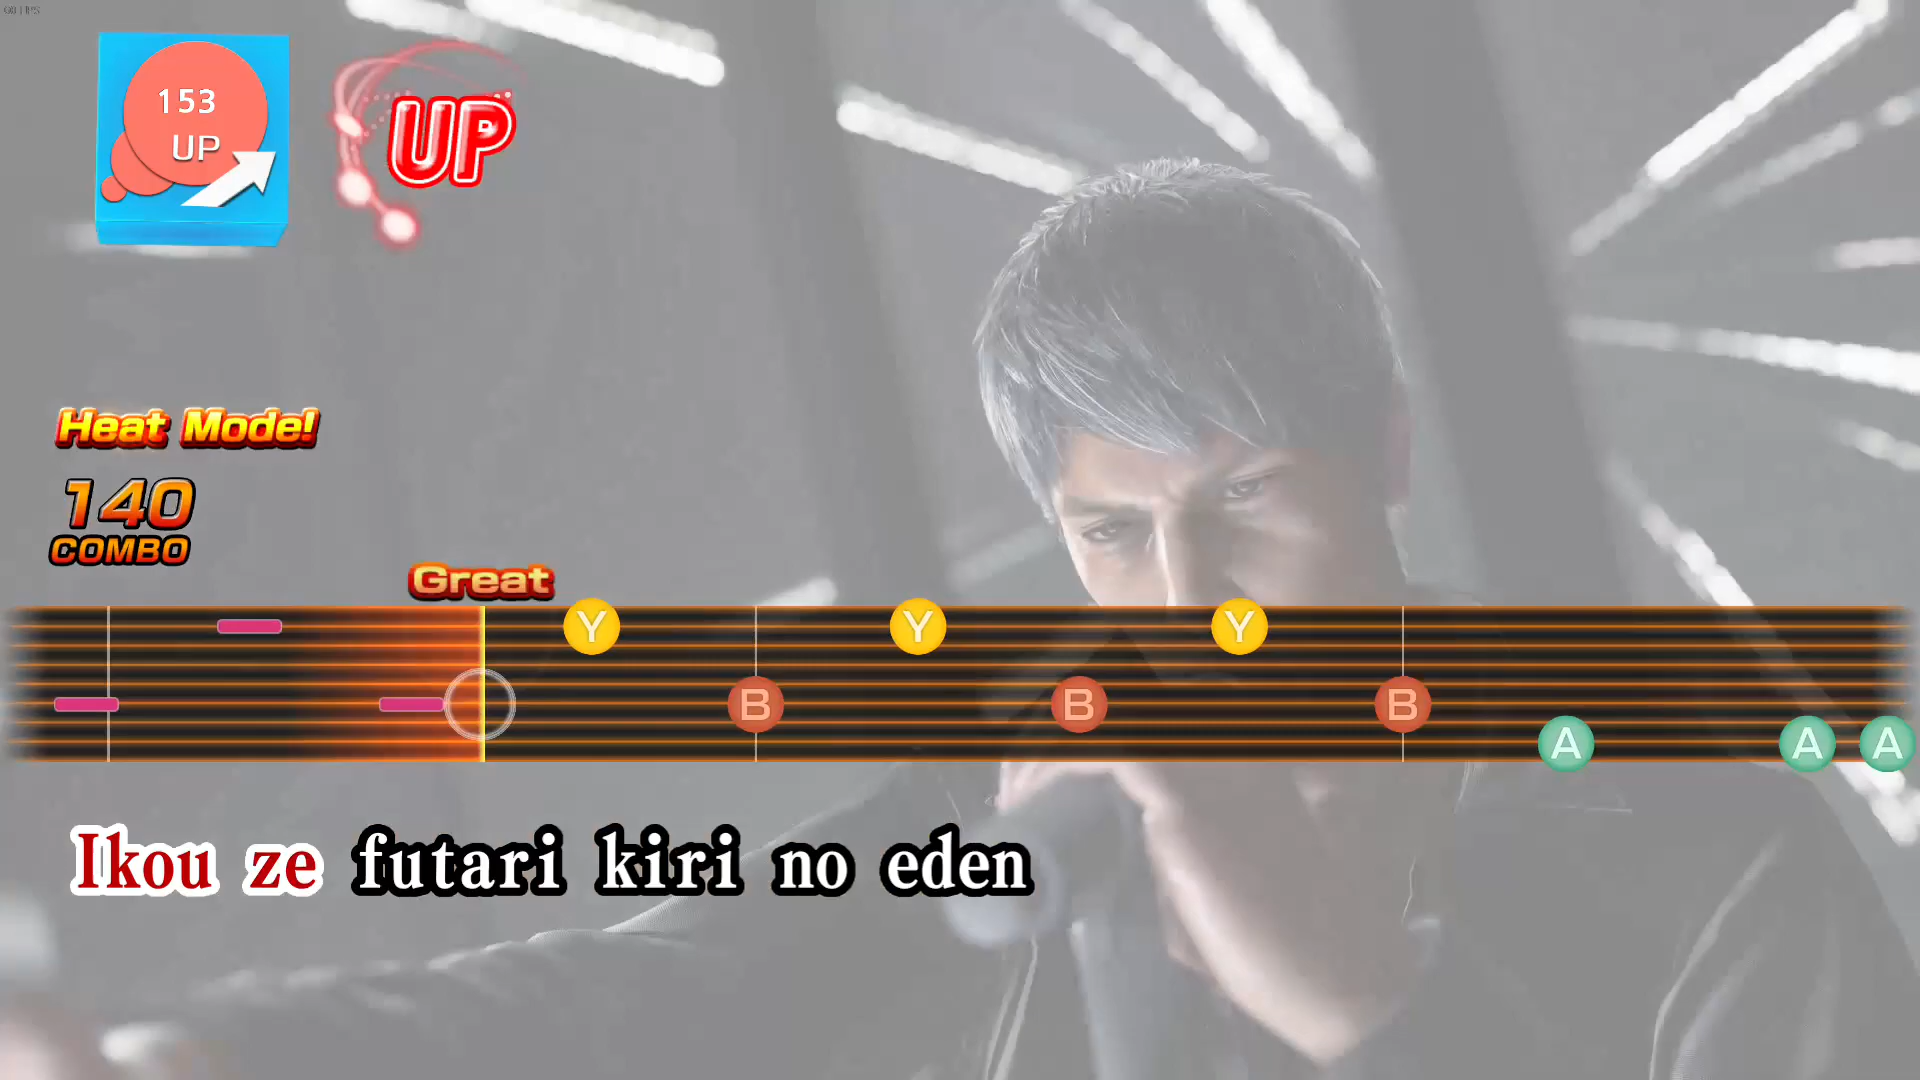 153
UP
UP
Heat Mode!
140
COMBO
Great
Y Y Y
B B B
A A A
Ikou ze futari kiri no eden